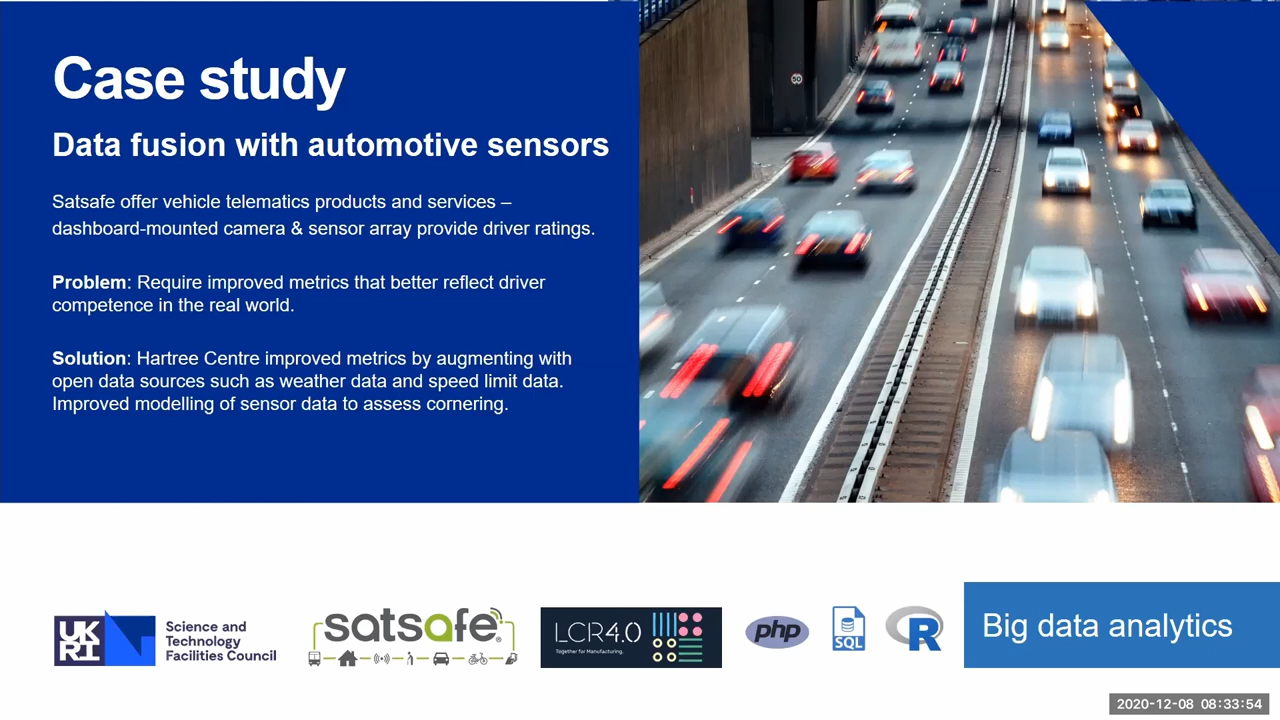 Case study
Data fusion with automotive sensors
Satsafe offer vehicle telematics products and services –
dashboard-mounted camera & sensor array provide driver ratings.
Problem: Require improved metrics that better reflect driver
competence in the real world.
Solution: Hartree Centre improved metrics by augmenting with
open data sources such as weather data and speed limit data.
Improved modelling of sensor data to assess cornering.
UK
RI
Science and
Technology
Facilities Council
satsafe
LCR4.0
Together for Manufacturing.
php
SQL
R
Big data analytics
2020-12-08 08:33:54